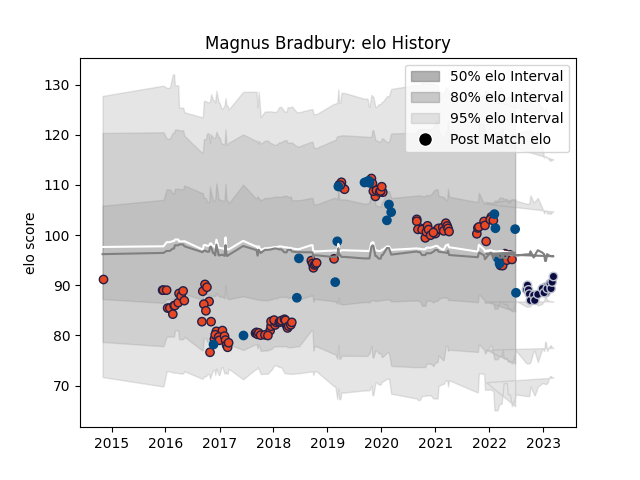 Magnus Bradbury: elo History
elo score
130
120
110
100
90
80
70
50% elo Interval
80% elo Interval
95% elo Interval
Post Match elo
2015 2016 2017 2018 2019 2020 2021 2022 2023